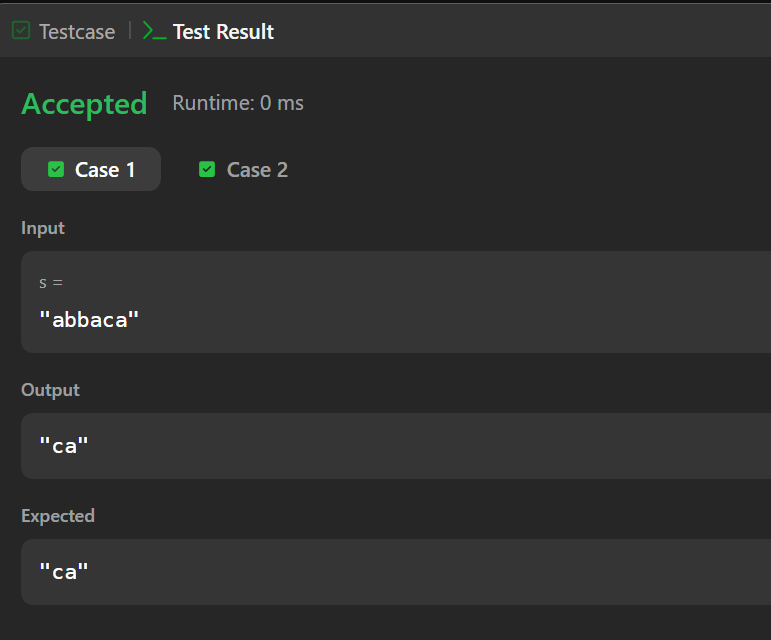 Testcase | Test Result
Accepted Runtime: 0 ms
Case 1 Case 2
Input
s =
"abbaca"
Output
"ca"
Expected
"ca"